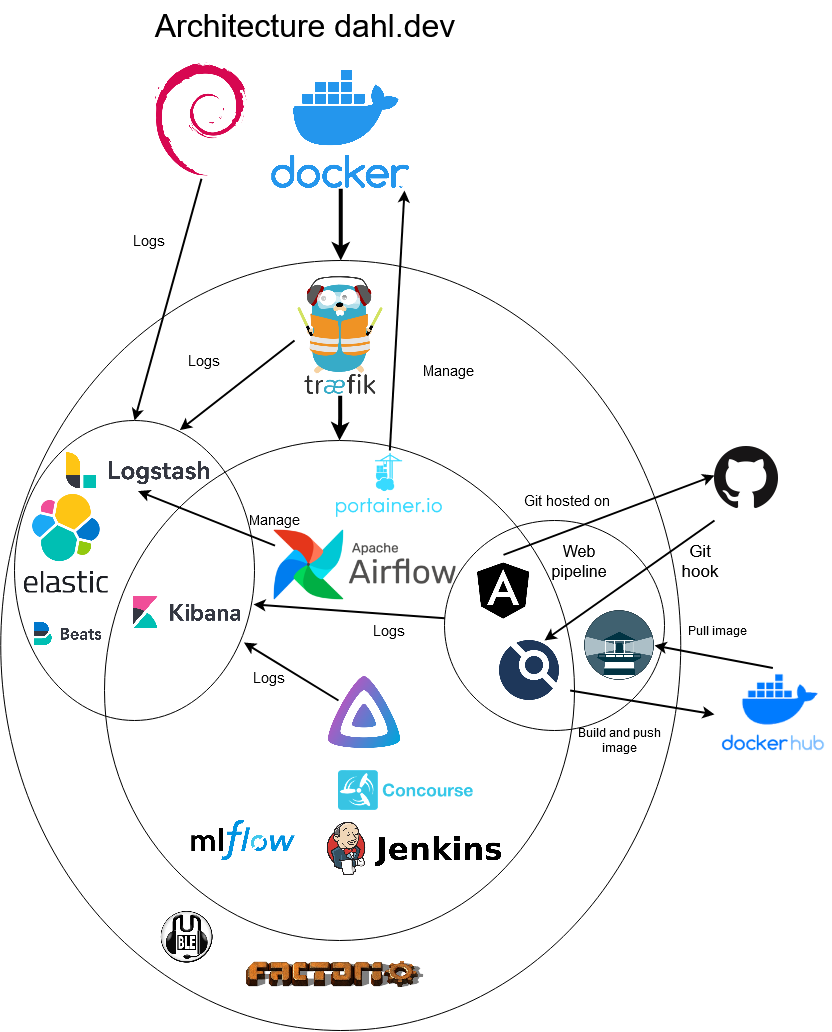 Architecture dahl.dev
docker
Logs
Logs
træfik
Manage
Logstash
portainer.io
Git hosted on
Manage
Apache
Airflow
Web
pipeline
Git
hook
elastic
Kibana
Beats
Logs
Pull image
Logs
docker hub
Build and push
image
Concourse
mlflow
Jenkins
BLE
FACTORIO